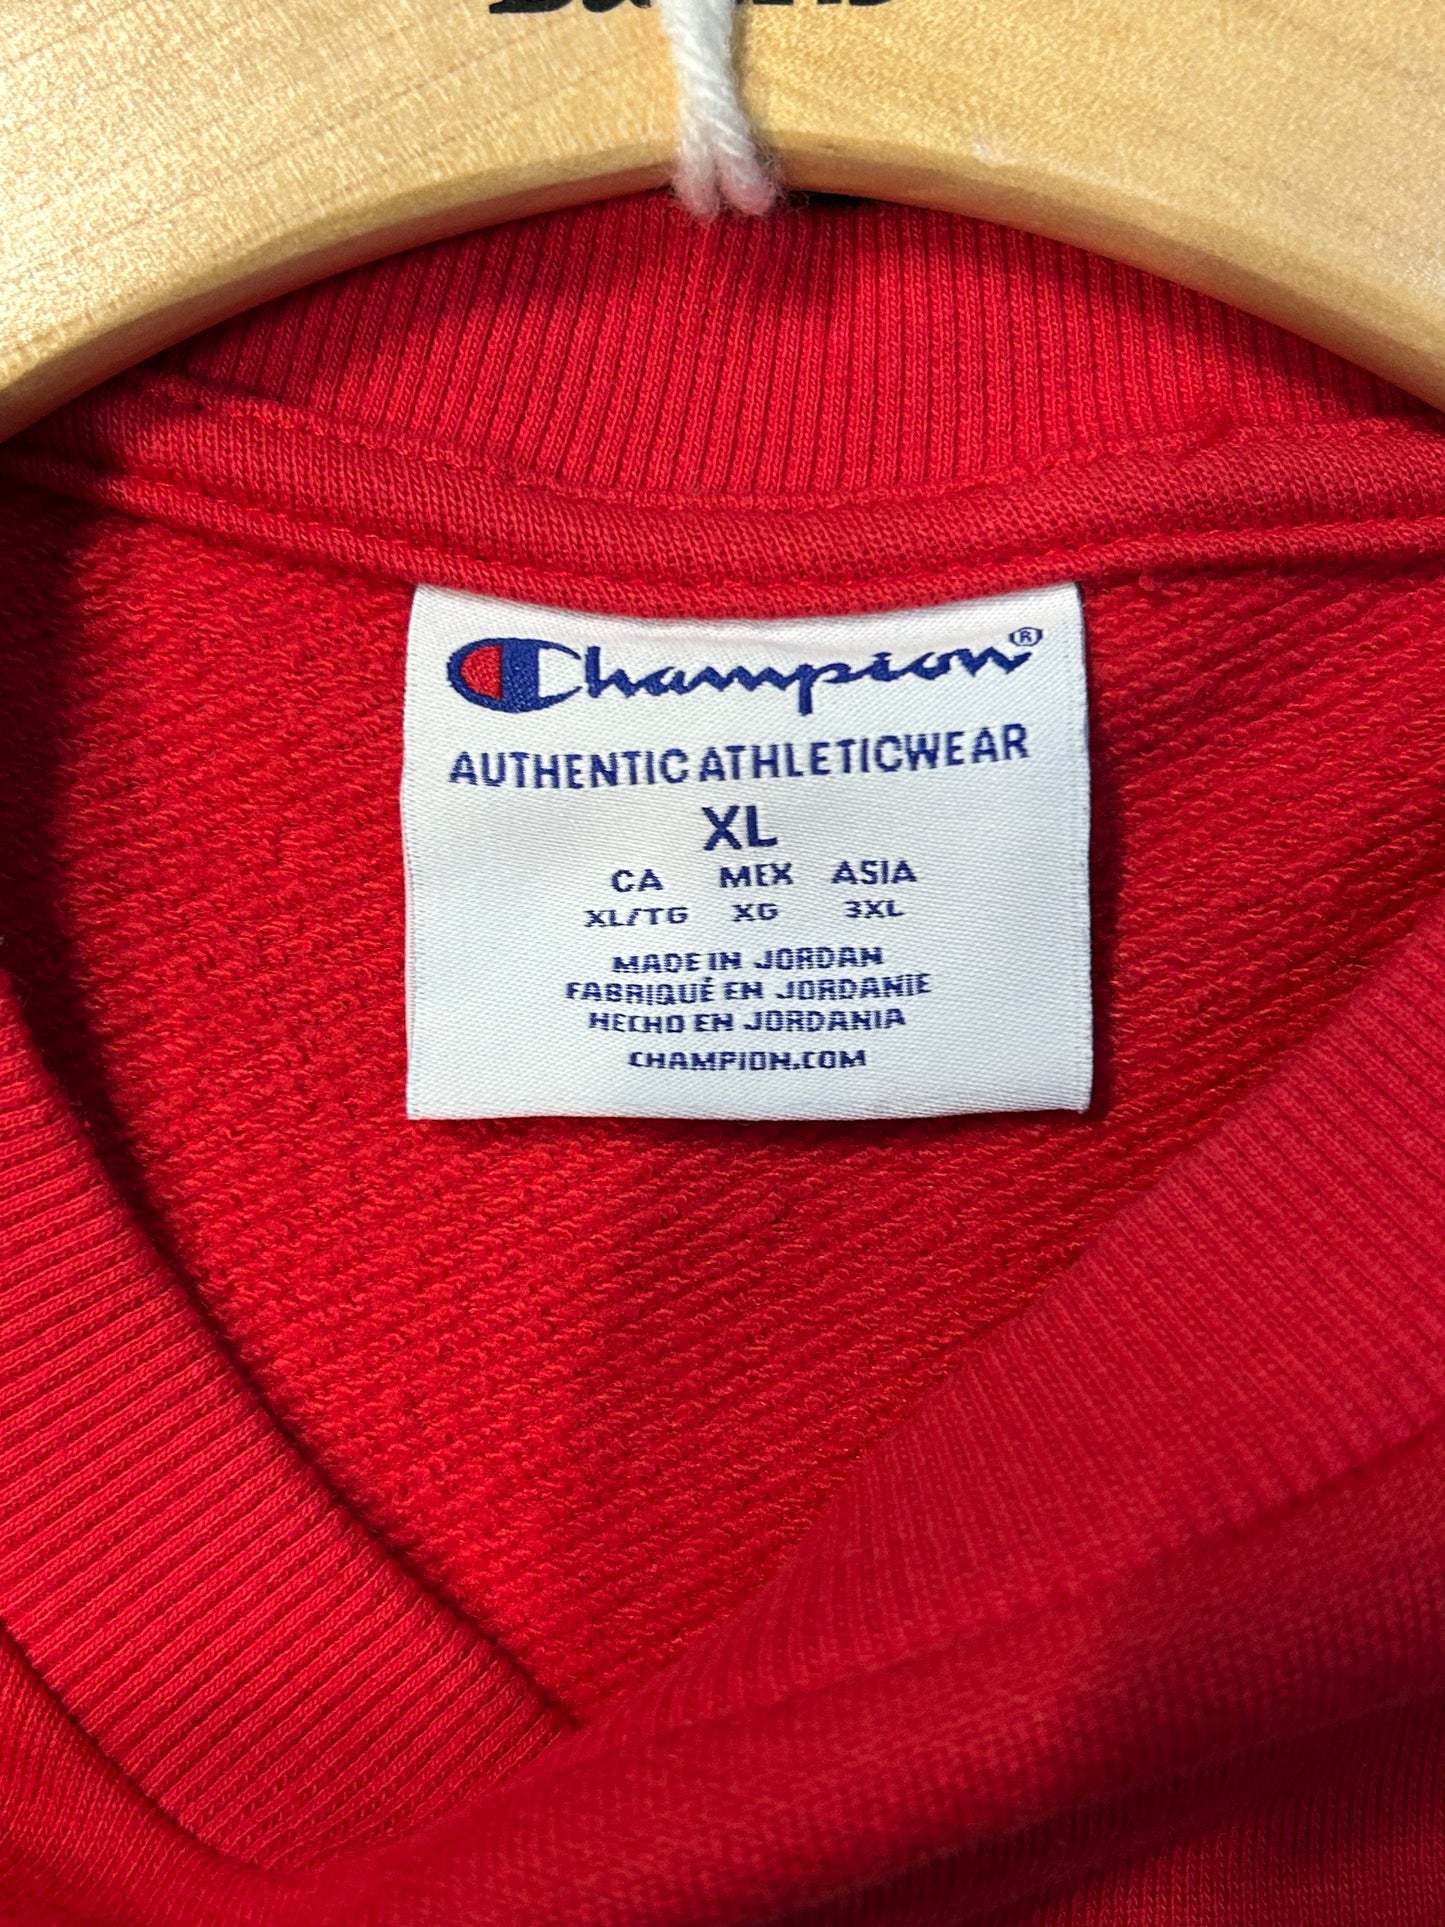 Champion®
AUTHENTIC ATHLETICWEAR
XL
CA MEX ASIA
XL/TG XG 3XL
MADE IN JORDAN
FABRIQUÉ EN JORDANIE
HECHO EN JORDANIA
CHAMPION.COM